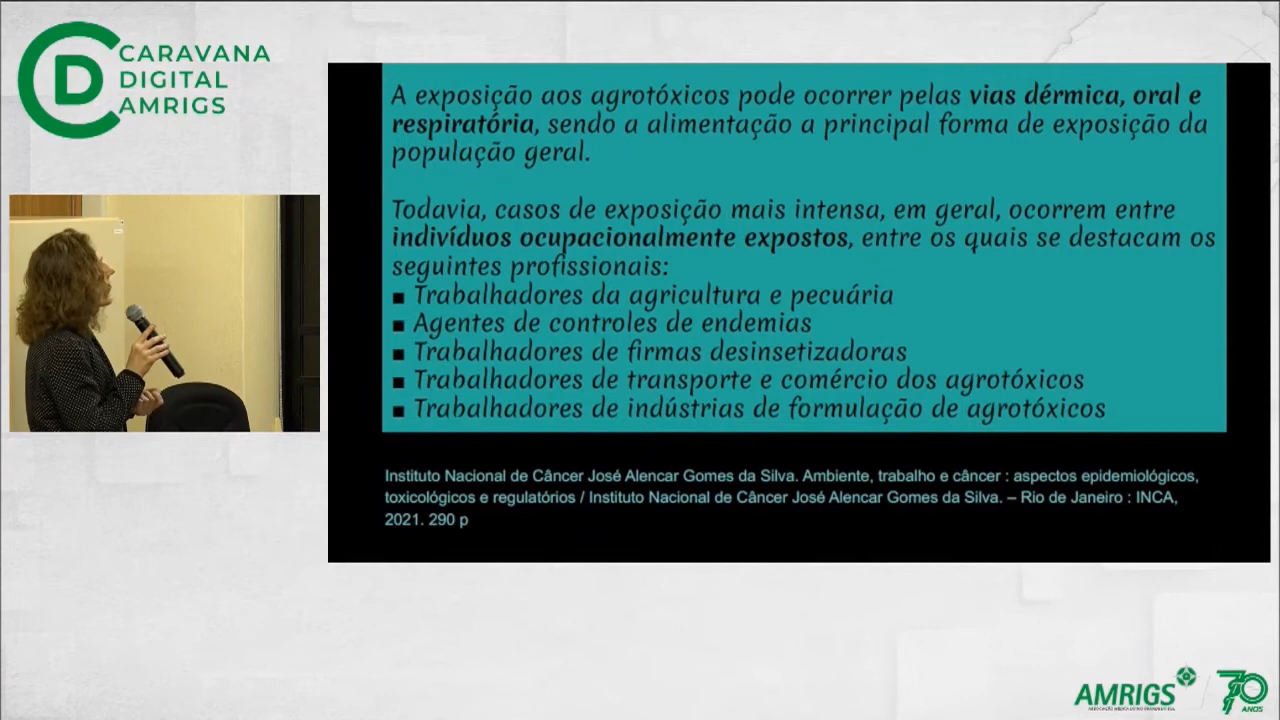 CARAVANA
DIGITAL
AMRIGS
A exposição aos agrotóxicos pode ocorrer pelas vias dérmica, oral e
respiratória, sendo a alimentação a principal forma de exposição da
população geral.
Todavia, casos de exposição mais intensa, em geral, ocorrem entre
indivíduos ocupacionalmente expostos, entre os quais se destacam os
seguintes profissionais:
▪ Trabalhadores da agricultura e pecuária
▪ Agentes de controles de endemias
▪ Trabalhadores de firmas desinsetizadoras
▪ Trabalhadores de transporte e comércio dos agrotóxicos
▪ Trabalhadores de indústrias de formulação de agrotóxicos
Instituto Nacional de Câncer José Alencar Gomes da Silva. Ambiente, trabalho e câncer : aspectos epidemiológicos,
toxicológicos e regulatórios / Instituto Nacional de Câncer José Alencar Gomes da Silva. – Rio de Janeiro : INCA,
2021. 290 p
AMRIGS
70
ANOS